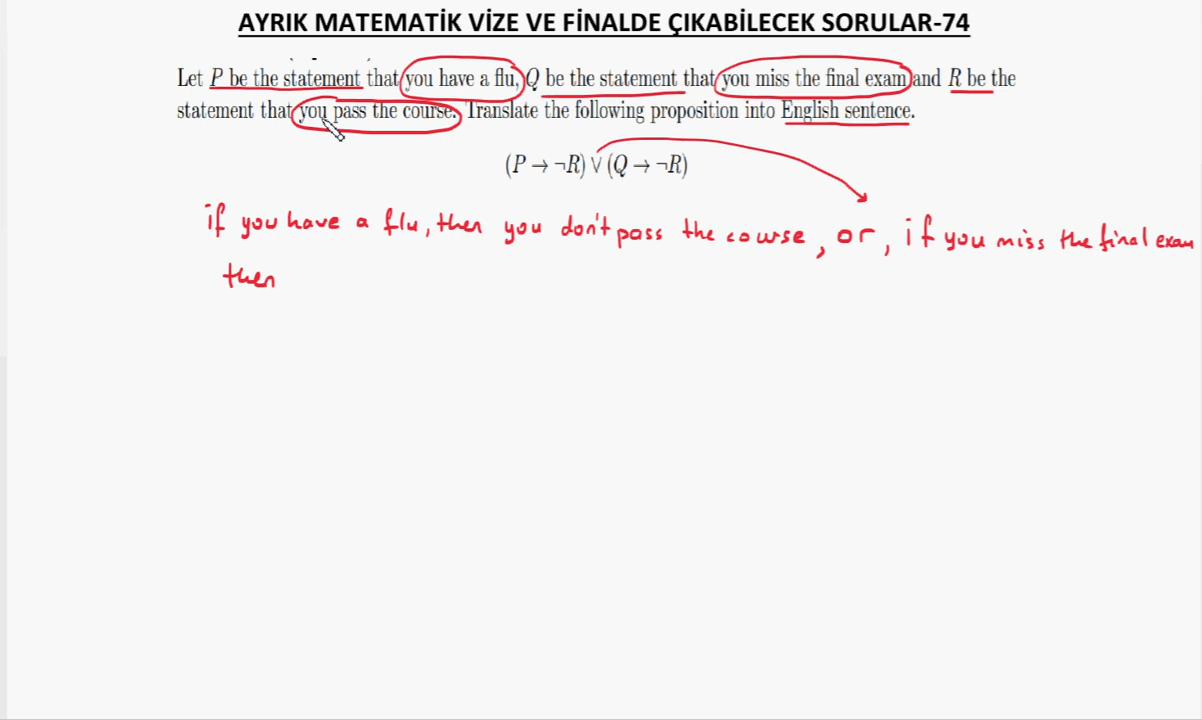 AYRIK MATEMATİK VİZE VE FİNALDE ÇIKABİLECEK SORULAR-74
Let P be the statement that you have a flu, Q be the statement that you miss the final exam and R be the
statement that you pass the course. Translate the following proposition into English sentence.
(P → ¬R) ∨ (Q → ¬R)
if you have a flu, then you don't pass the course, or, if you miss the final exam
then